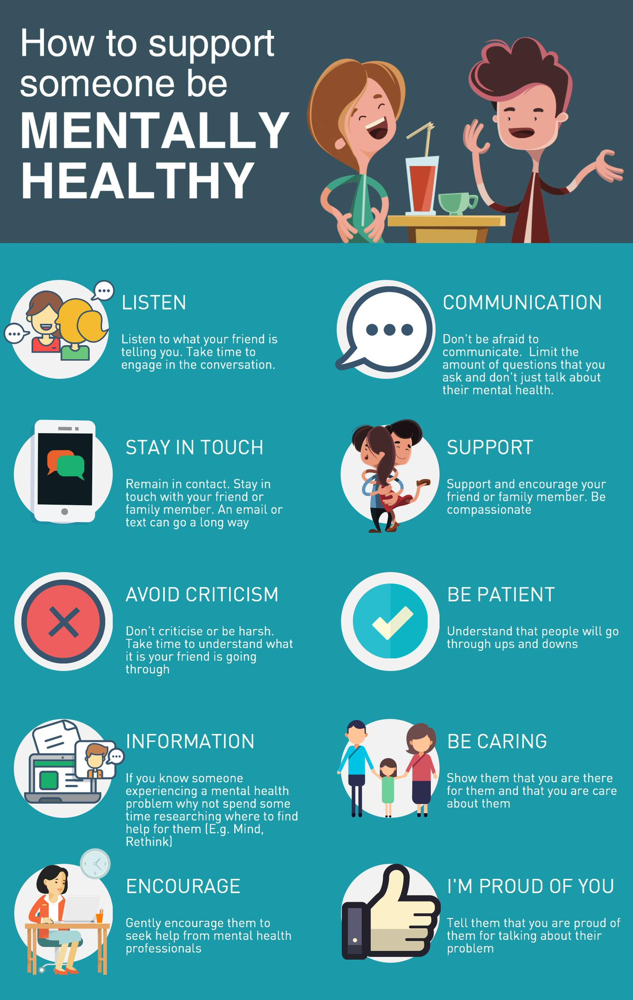 How to support
someone be
MENTALLY
HEALTHY
LISTEN
Listen to what your friend is
telling you. Take time to
engage in the conversation.
COMMUNICATION
Don't be afraid to
communicate. Limit the
amount of questions that you
ask and don't just talk about
their mental health.
STAY IN TOUCH
Remain in contact. Stay in
touch with your friend or
family member. An email or
text can go a long way
SUPPORT
Support and encourage your
friend or family member. Be
compassionate
AVOID CRITICISM
Don't criticise or be harsh.
Take time to understand what
it is your friend is going
through
BE PATIENT
Understand that people will go
through ups and downs
INFORMATION
If you know someone
experiencing a mental health
problem why not spend some
time researching where to find
help for them (E.g. Mind,
Rethink)
BE CARING
Show them that you are there
for them and that you are care
about them
ENCOURAGE
Gently encourage them to
seek help from mental health
professionals
I'M PROUD OF YOU
Tell them that you are proud of
them for talking about their
problem